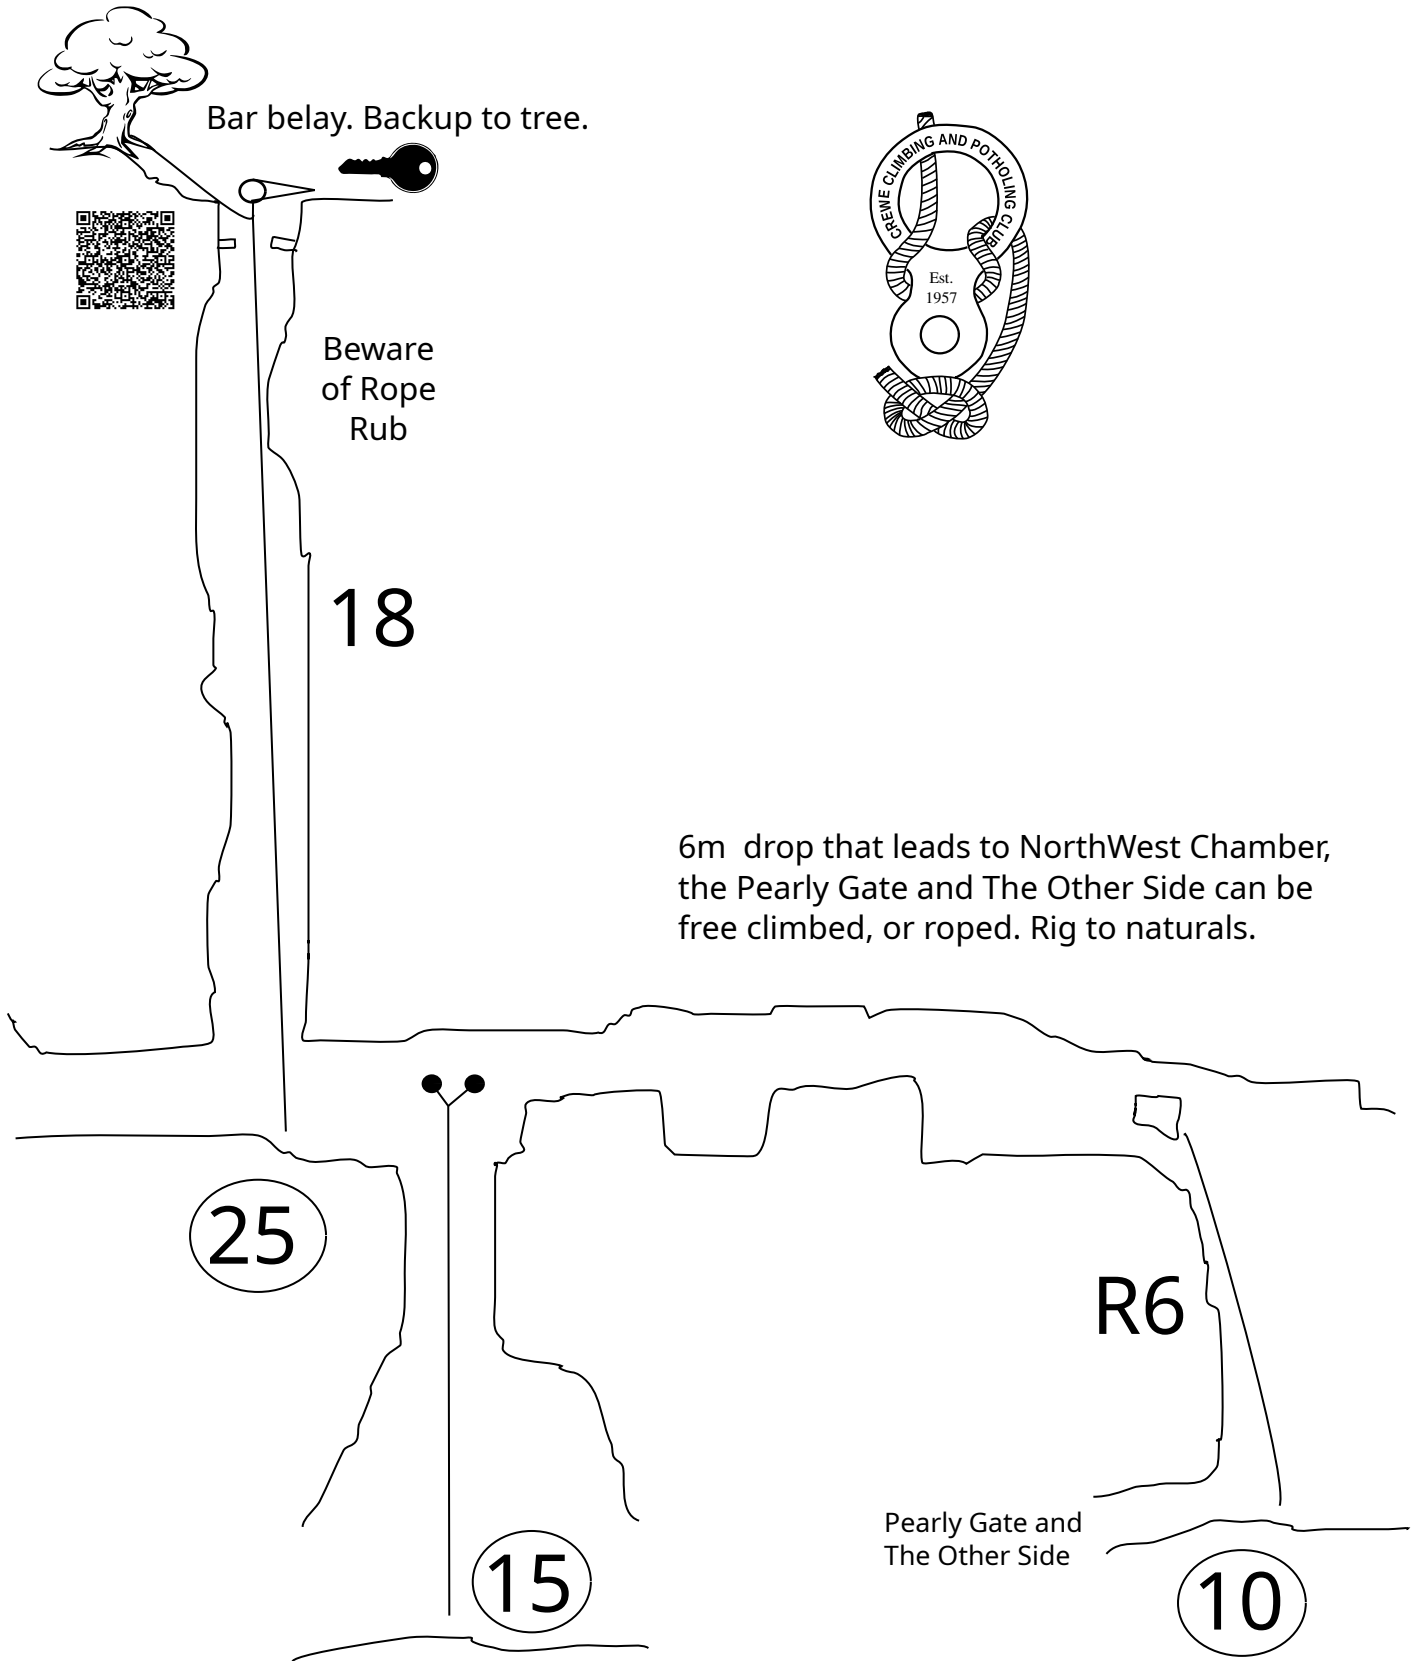 Bar belay. Backup to tree.
CREWE CLIMBING AND POTHOLING CLUB
Est.
1957
Beware
of Rope
Rub
18
6m drop that leads to NorthWest Chamber,
the Pearly Gate and The Other Side can be
free climbed, or roped. Rig to naturals.
25
R6
Pearly Gate and
The Other Side
15
10